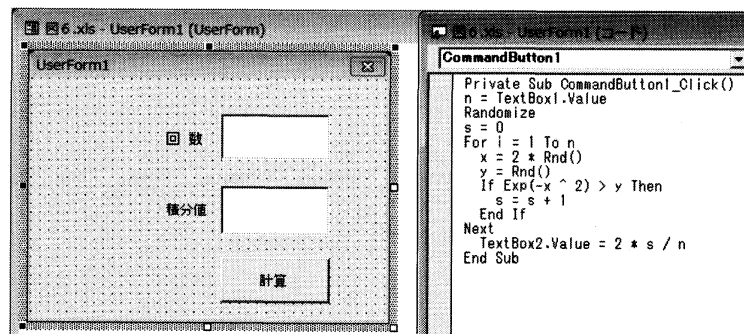 図6.xls - UserForm1 (UserForm)
UserForm1
回数
積分値
計算
図6.xls - UserForm1 (コード)
CommandButton1
Private Sub CommandButton1_Click()
n = TextBox1.Value
Randomize
s = 0
For i = 1 To n
x = 2 * Rnd()
y = Rnd()
If Exp(-x ^ 2) > y Then
s = s + 1
End If
Next
TextBox2.Value = 2 * s / n
End Sub